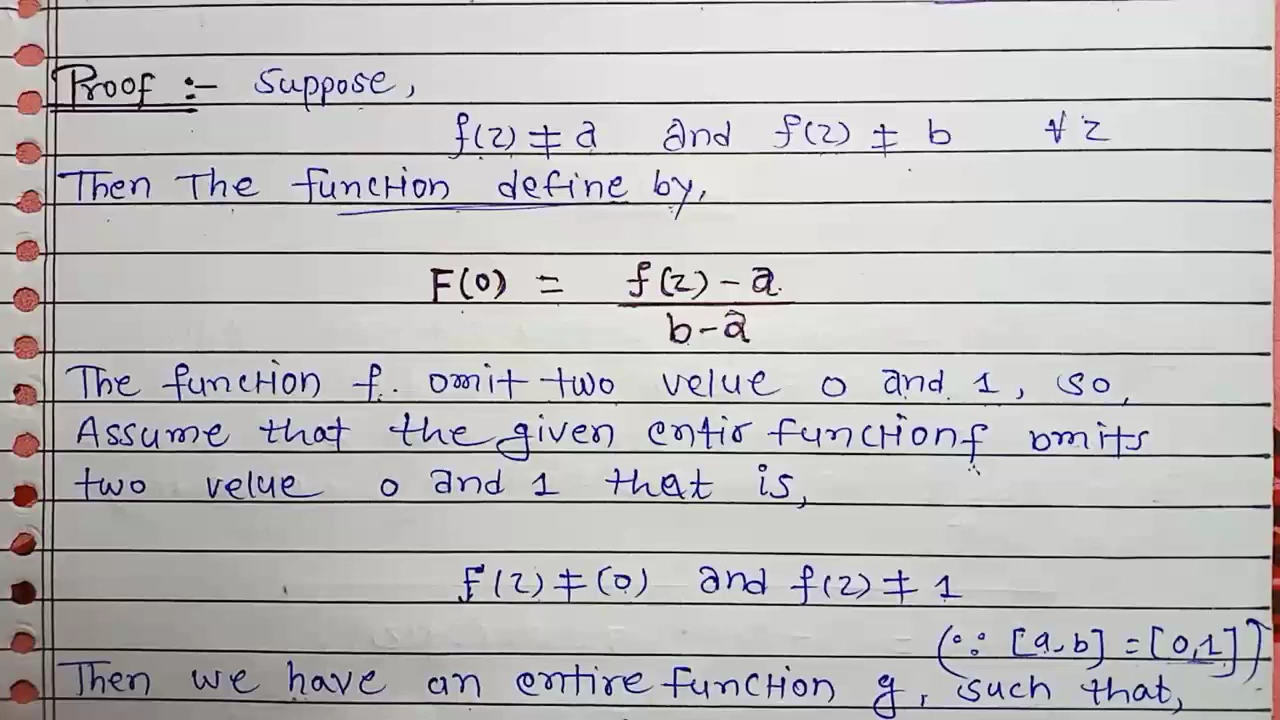 Proof :- Suppose,
f(z) ≠ a and f(z) ≠ b ∀ z
Then The function define by,
F(0) = f(z) - a
b - a
The function f. omit two velue 0 and 1, so,
Assume that the given entir function f omits
two velue 0 and 1 that is,
F(z) ≠ (0) and f(z) ≠ 1
(∵ [a,b] = [0,1])
Then we have an entire function g, such that,